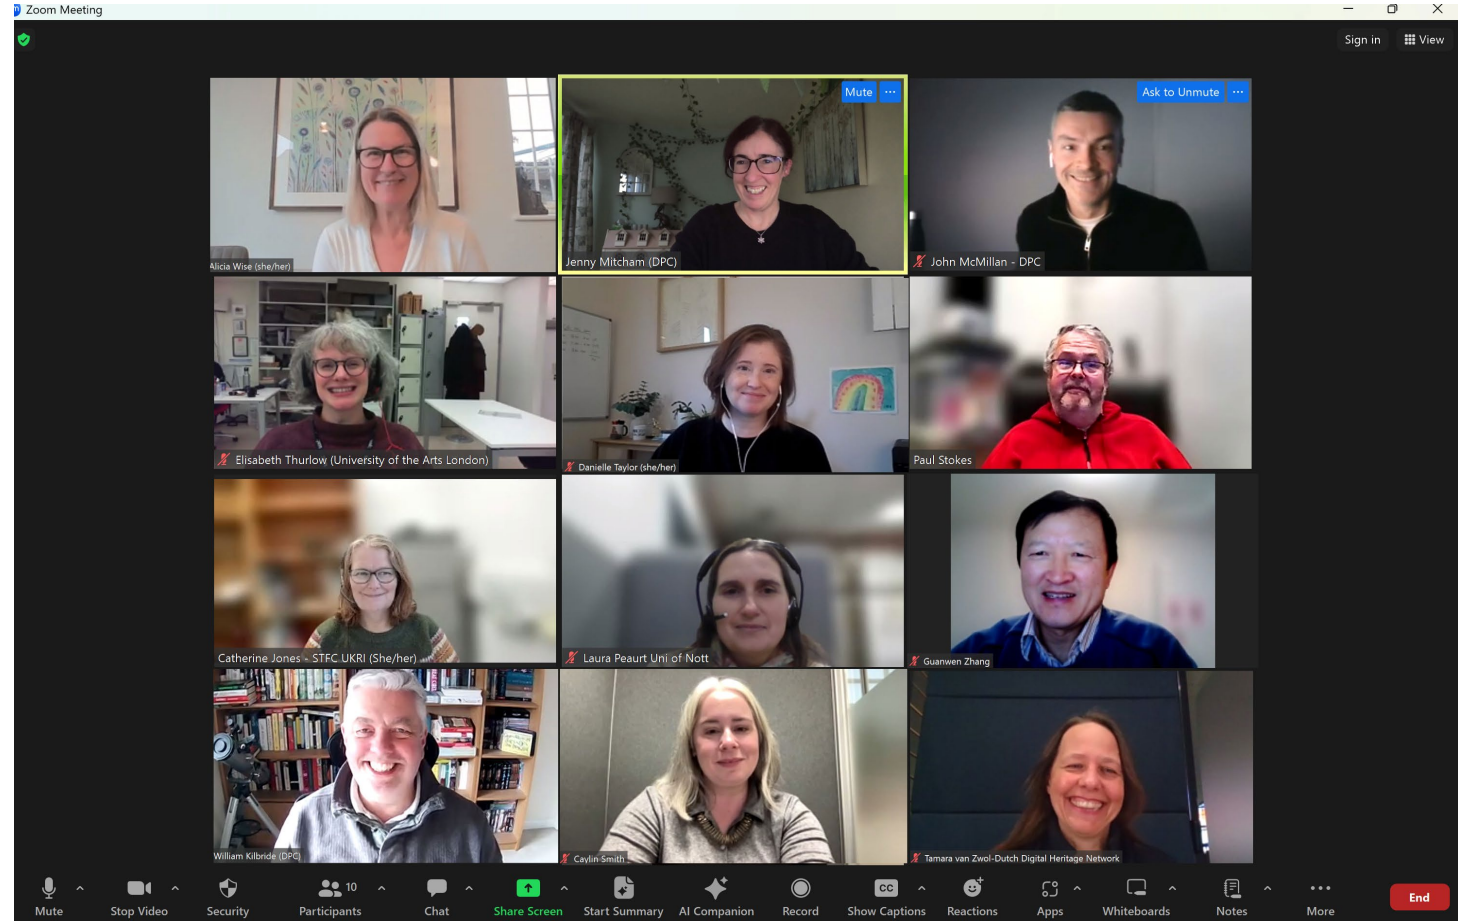 Zoom Meeting
Sign in
View
Mute
Ask to Unmute
Alicia Wise (she/her)
Jenny Mitcham (DPC)
John McMillan - DPC
Elisabeth Thurlow (University of the Arts London)
Danielle Taylor (she/her)
Paul Stokes
Catherine Jones - STFC UKRI (She/her)
Laura Peaurt Uni of Nott
Guanwen Zhang
William Kilbride (DPC)
Caylin Smith
Tamara van Zwol-Dutch Digital Heritage Network
10
CC
Mute
Stop Video
Security
Participants
Chat
Share Screen
Start Summary
AI Companion
Record
Show Captions
Reactions
Apps
Whiteboards
Notes
More
End